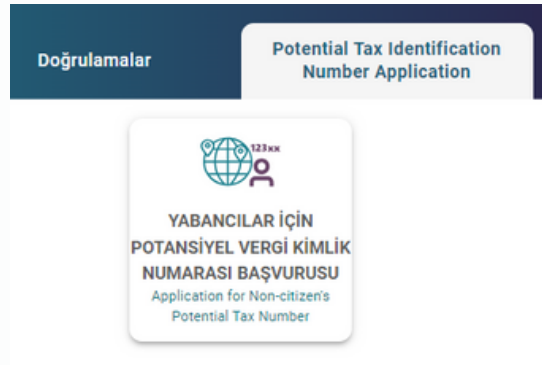 Doğrulamalar
Potential Tax Identification
Number Application
123xx
YABANCILAR İÇİN
POTANSİYEL VERGİ KİMLİK
NUMARASI BAŞVURUSU
Application for Non-citizen's
Potential Tax Number